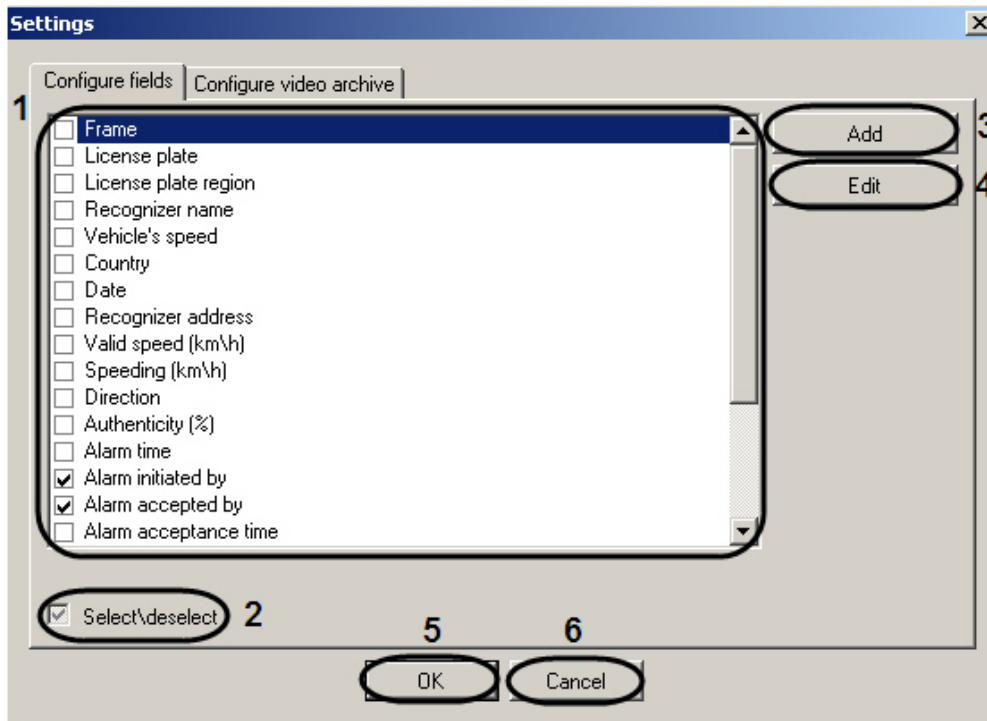 Settings
Configure fields
Configure video archive
1
Frame
License plate
License plate region
Recognizer name
Vehicle's speed
Country
Date
Recognizer address
Valid speed (km\h)
Speeding (km\h)
Direction
Authenticity (%)
Alarm time
Alarm initiated by
Alarm accepted by
Alarm acceptance time
Add
3
Edit
4
Select\deselect
2
5
6
OK
Cancel